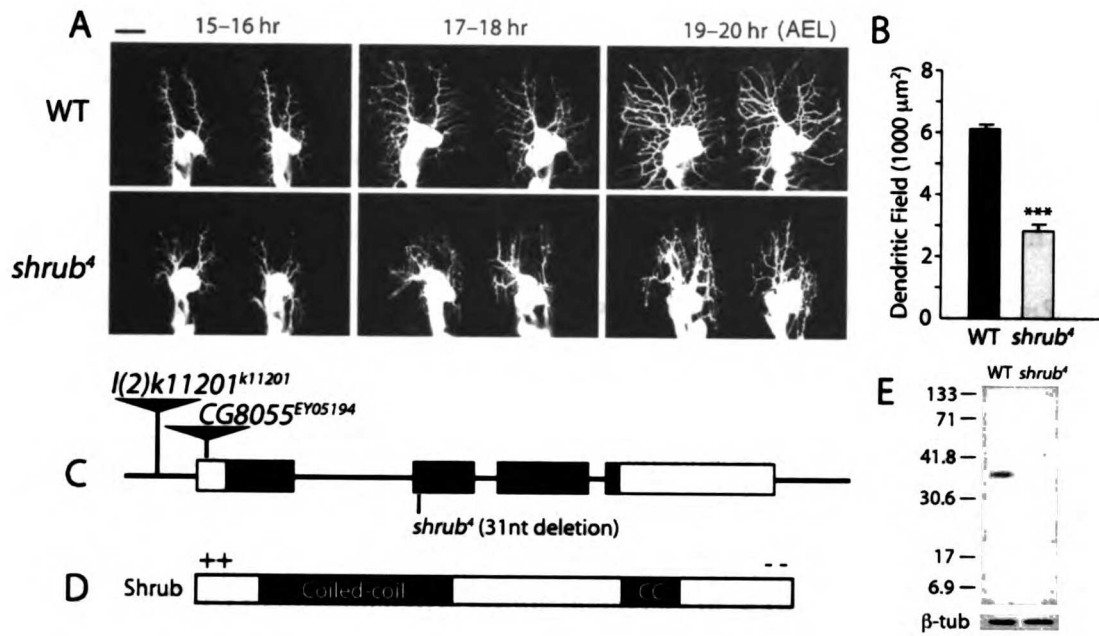 A
15–16 hr
17–18 hr
19–20 hr (AEL)
WT
shrub⁴
B
Dendritic Field (1000 µm²)
8
6
4
2
0
***
WT shrub⁴
l(2)k11201ᵏ¹¹²⁰¹
CG8055ᴱʸ⁰⁵¹⁹⁴
C
shrub⁴ (31nt deletion)
D
Shrub
++
Coiled-coil
CC
--
E
WT shrub⁴
133
71
41.8
30.6
17
6.9
β-tub